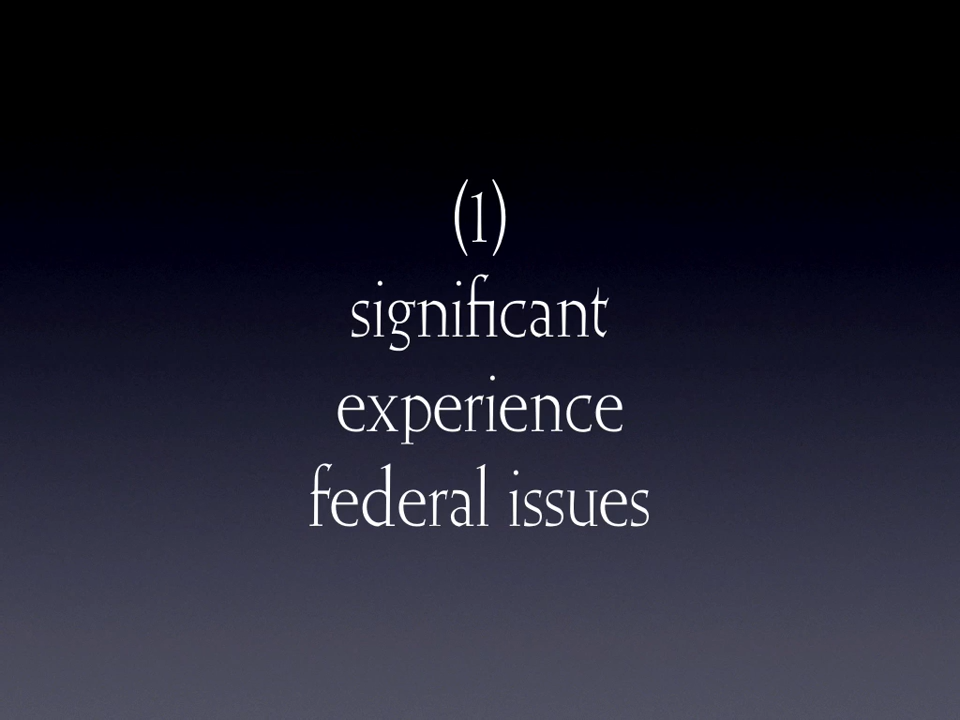 (1)
significant
experience
federal issues